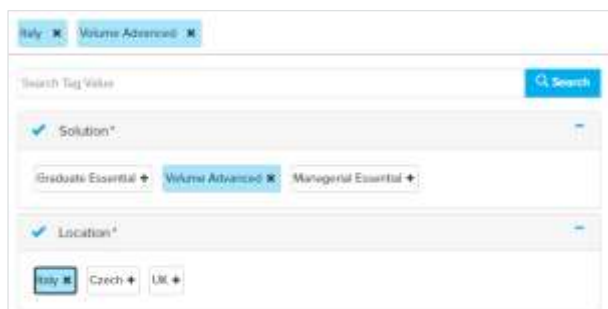 Italy ✖ Volume Advanced ✖
Search Tag Value
Search
Solution*
Graduate Essential + Volume Advanced ✖ Managerial Essential +
Location*
Italy ✖ Czech + UK +